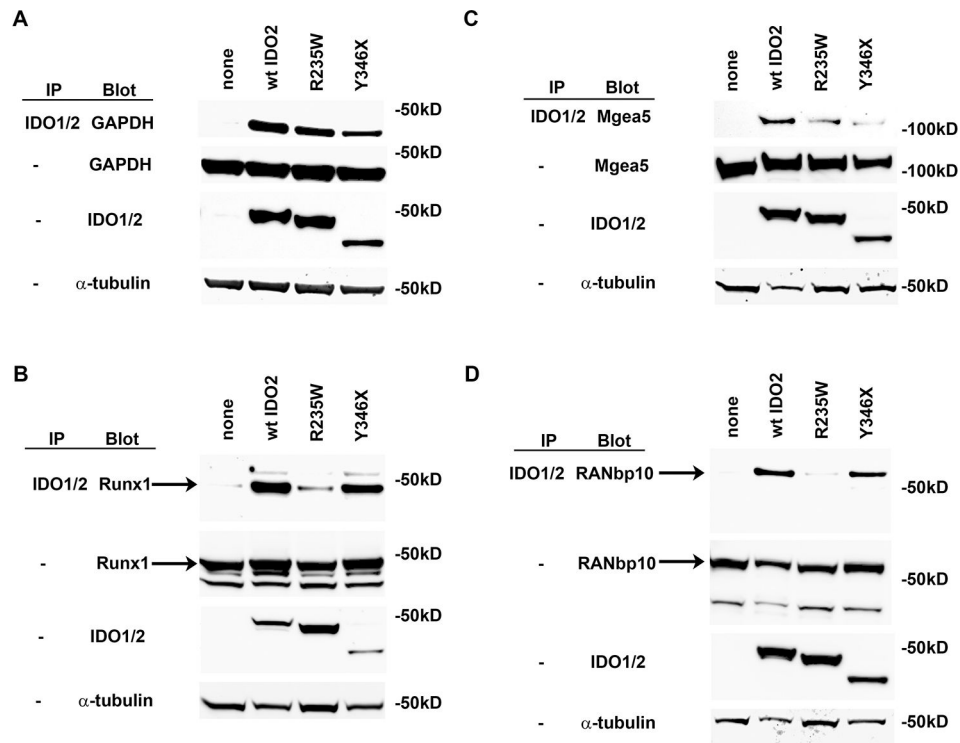 A
none
wt IDO2
R235W
Y346X
IP Blot
-50kD
IDO1/2 GAPDH
-50kD
- GAPDH
-50kD
- IDO1/2
- α-tubulin -50kD
B
none
wt IDO2
R235W
Y346X
IP Blot
IDO1/2 Runx1 -50kD
- Runx1 -50kD
-50kD
- IDO1/2
- α-tubulin -50kD
C
none
wt IDO2
R235W
Y346X
IP Blot
IDO1/2 Mgea5 -100kD
- Mgea5 -100kD
-50kD
- IDO1/2
- α-tubulin -50kD
D
none
wt IDO2
R235W
Y346X
IP Blot
IDO1/2 RANbp10 -50kD
- RANbp10 -50kD
- IDO1/2 -50kD
- α-tubulin -50kD